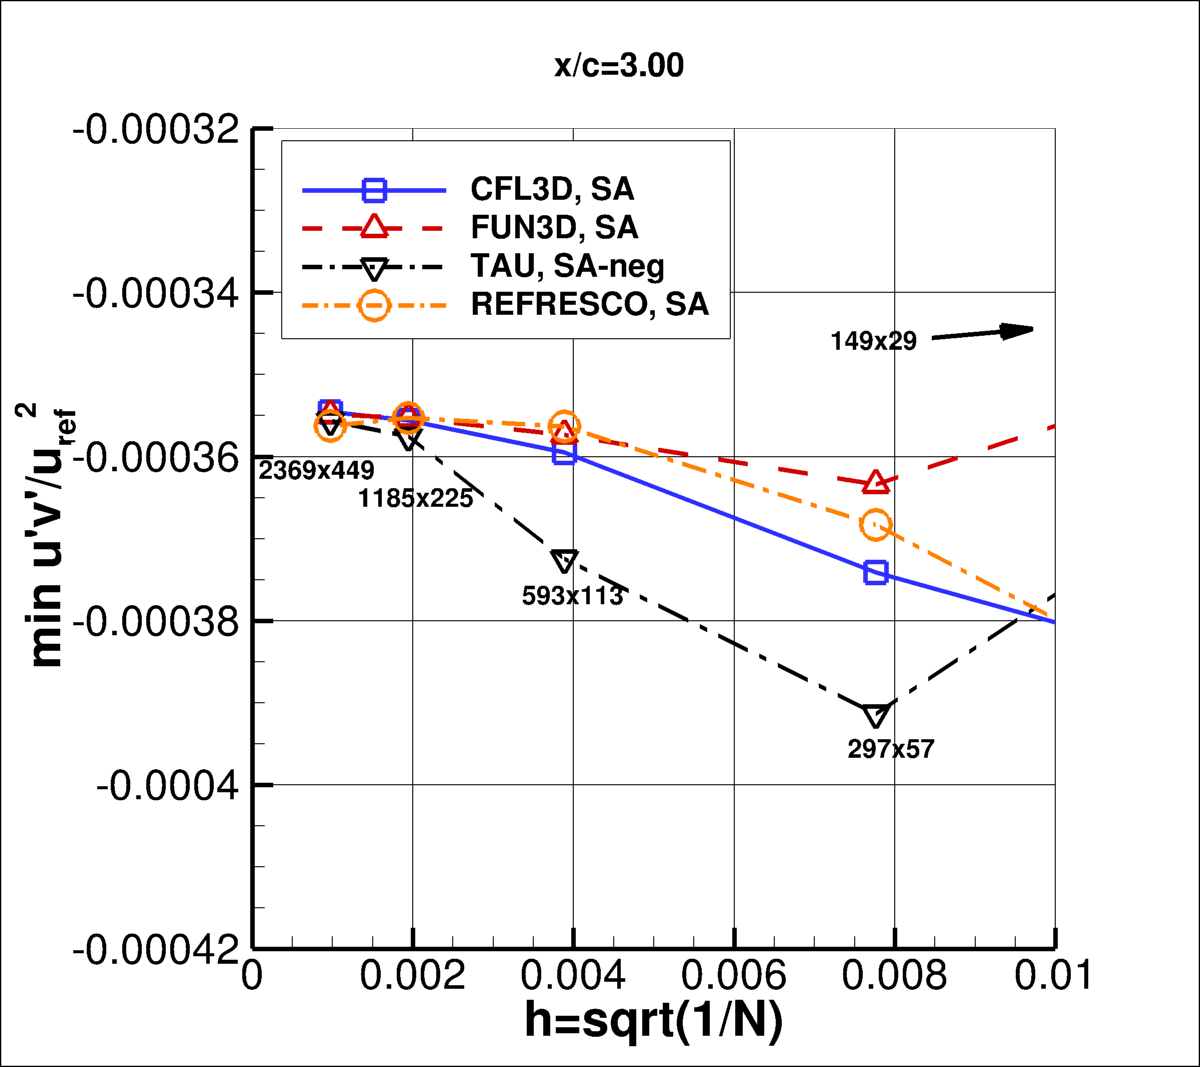 x/c=3.00
-0.00032
-0.00034
-0.00036
-0.00038
-0.0004
-0.00042
min u'v'/u_ref^2
CFL3D, SA
FUN3D, SA
TAU, SA-neg
REFRESCO, SA
149x29
2369x449
1185x225
593x113
297x57
0
0.002
0.004
0.006
0.008
0.01
h=sqrt(1/N)